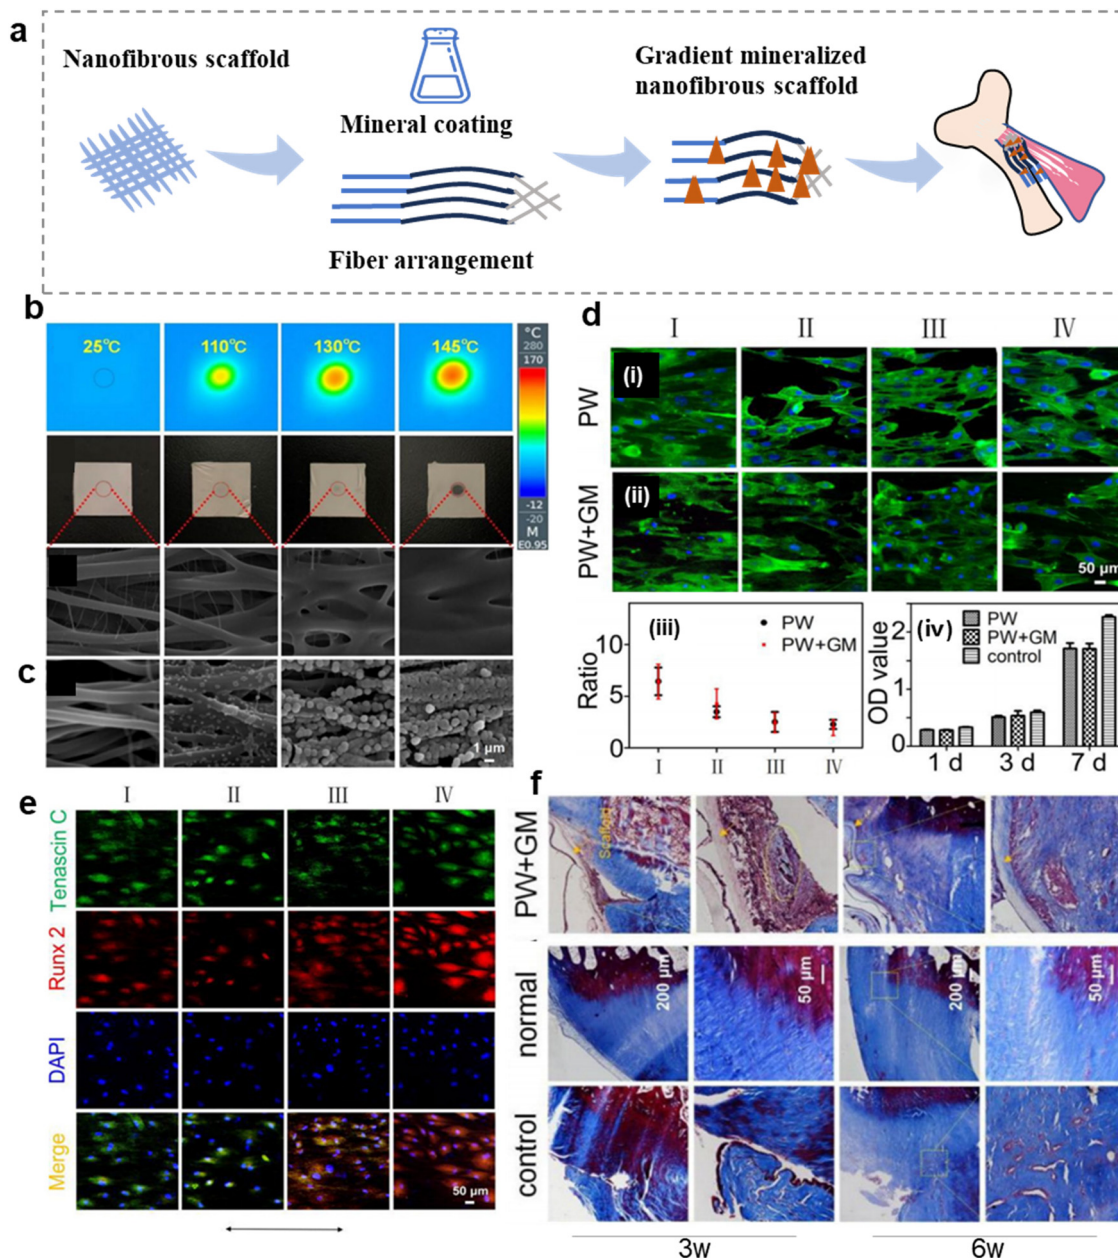 a
Nanofibrous scaffold
Mineral coating
Fiber arrangement
Gradient mineralized
nanofibrous scaffold
b
25℃
110℃
130℃
145℃
°C
280
170
-12
-20
M
E0.95
c
1 μm
d
I
II
III
IV
(i)
PW
(ii)
PW+GM
50 μm
(iii)
PW
PW+GM
Ratio
10
5
0
I
II
III
IV
(iv)
PW
PW+GM
control
OD value
2
1
0
1 d
3 d
7 d
e
I
II
III
IV
Tenascin C
Runx 2
DAPI
Merge
50 μm
f
PW+GM
Scaffold
normal
200 μm
50 μm
200 μm
50 μm
control
3w
6w